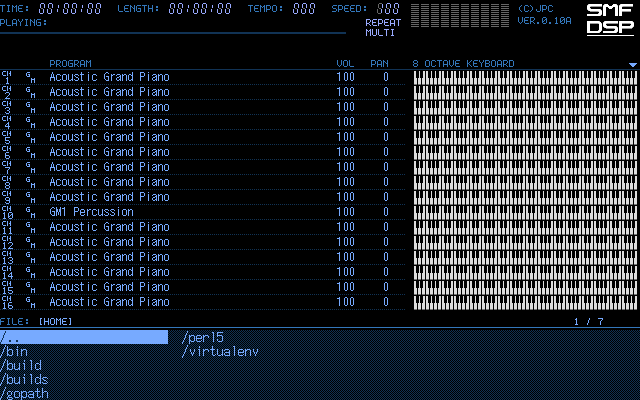 TIME: 00:00:00 LENGTH: 00:00:00 TEMPO: 000 SPEED: 000 (C)JPC SMF
PLAYING: REPEAT VER.0.10A DSP
MULTI
PROGRAM VOL PAN 8 OCTAVE KEYBOARD
CH 1 GM Acoustic Grand Piano 100 0
CH 2 GM Acoustic Grand Piano 100 0
CH 3 GM Acoustic Grand Piano 100 0
CH 4 GM Acoustic Grand Piano 100 0
CH 5 GM Acoustic Grand Piano 100 0
CH 6 GM Acoustic Grand Piano 100 0
CH 7 GM Acoustic Grand Piano 100 0
CH 8 GM Acoustic Grand Piano 100 0
CH 9 GM Acoustic Grand Piano 100 0
CH 10 GM GM1 Percussion 100 0
CH 11 GM Acoustic Grand Piano 100 0
CH 12 GM Acoustic Grand Piano 100 0
CH 13 GM Acoustic Grand Piano 100 0
CH 14 GM Acoustic Grand Piano 100 0
CH 15 GM Acoustic Grand Piano 100 0
CH 16 GM Acoustic Grand Piano 100 0
FILE: [HOME] 1 / 7
/.. /perl5
/bin /virtualenv
/build
/builds
/gopath